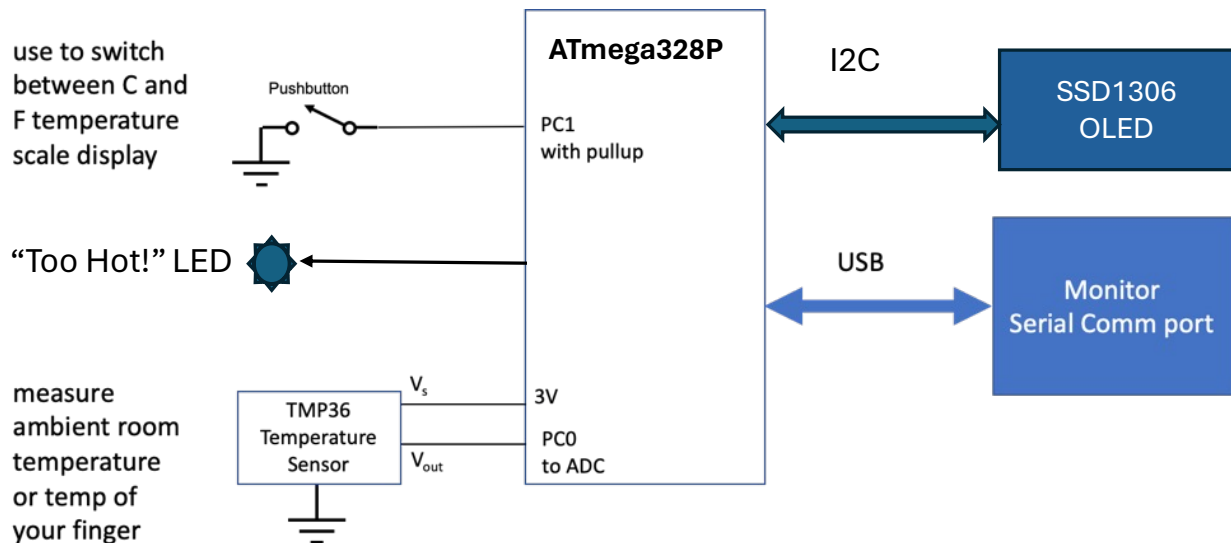 use to switch
between C and
F temperature
scale display
Pushbutton
ATmega328P
PC1
with pullup
I2C
SSD1306
OLED
“Too Hot!” LED
USB
Monitor
Serial Comm port
measure
ambient room
temperature
or temp of
your finger
TMP36
Temperature
Sensor
Vs
Vout
3V
PC0
to ADC